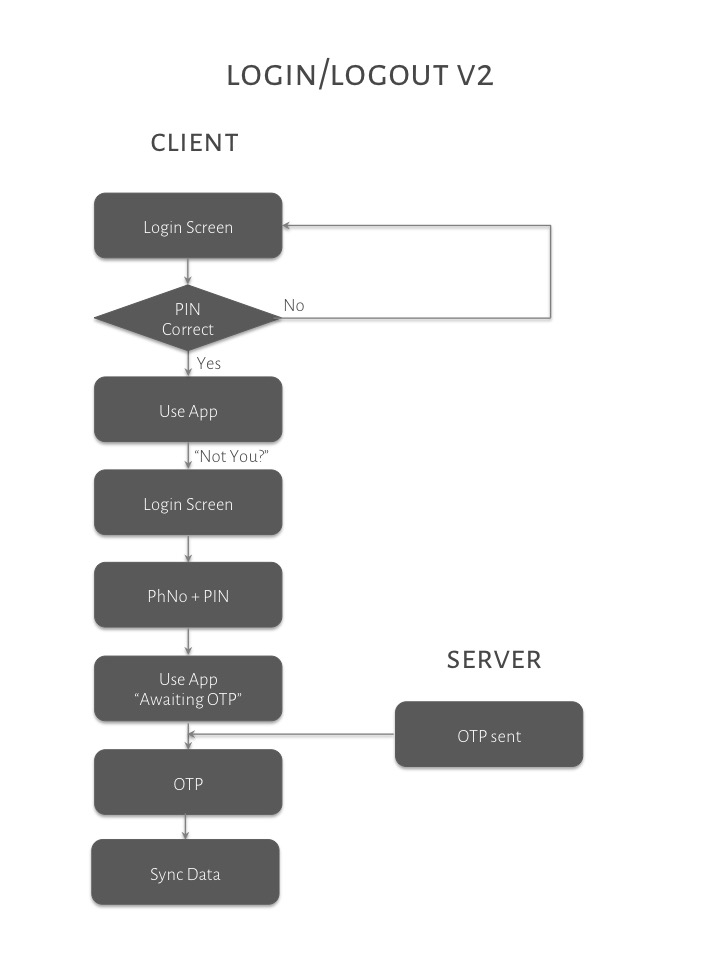 LOGIN/LOGOUT V2
CLIENT
Login Screen
PIN
Correct
No
Yes
Use App
“Not You?”
Login Screen
PhNo + PIN
Use App
“Awaiting OTP”
SERVER
OTP sent
OTP
Sync Data